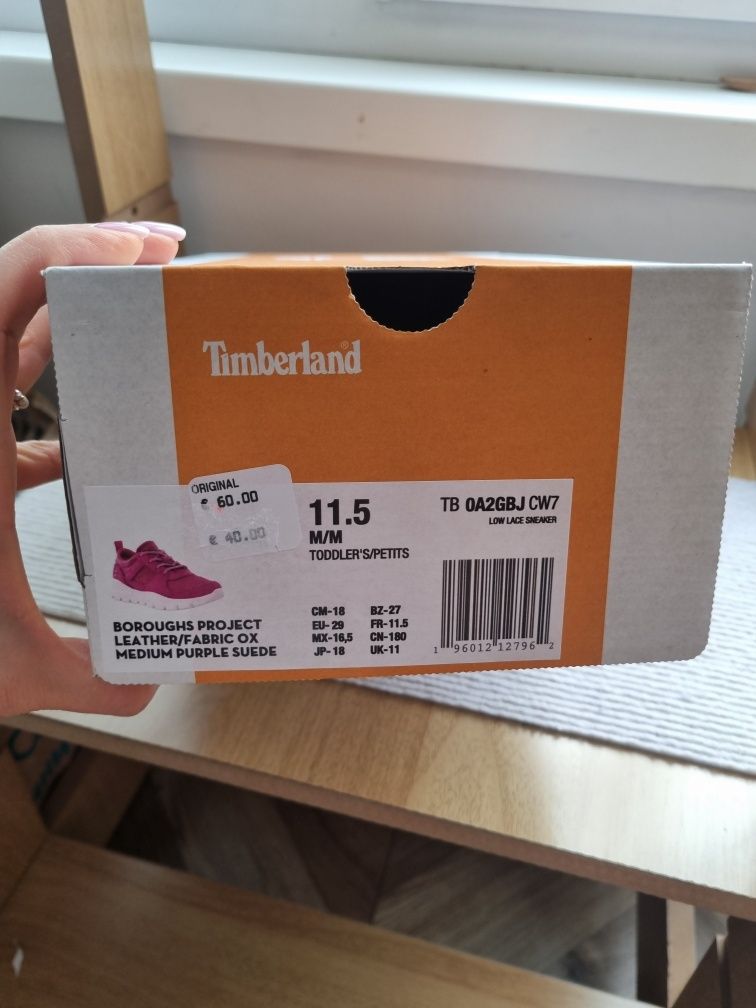 Timberland®
ORIGINAL
€ 60.00
€ 40.00
11.5
M/M
TODDLER'S/PETITS
TB 0A2GBJ CW7
LOW LACE SNEAKER
BOROUGHS PROJECT
LEATHER/FABRIC OX
MEDIUM PURPLE SUEDE
CM-18 BZ-27
EU-29 FR-11.5
MX-16,5 CN-180
JP-18 UK-11
1 96012 12796 2